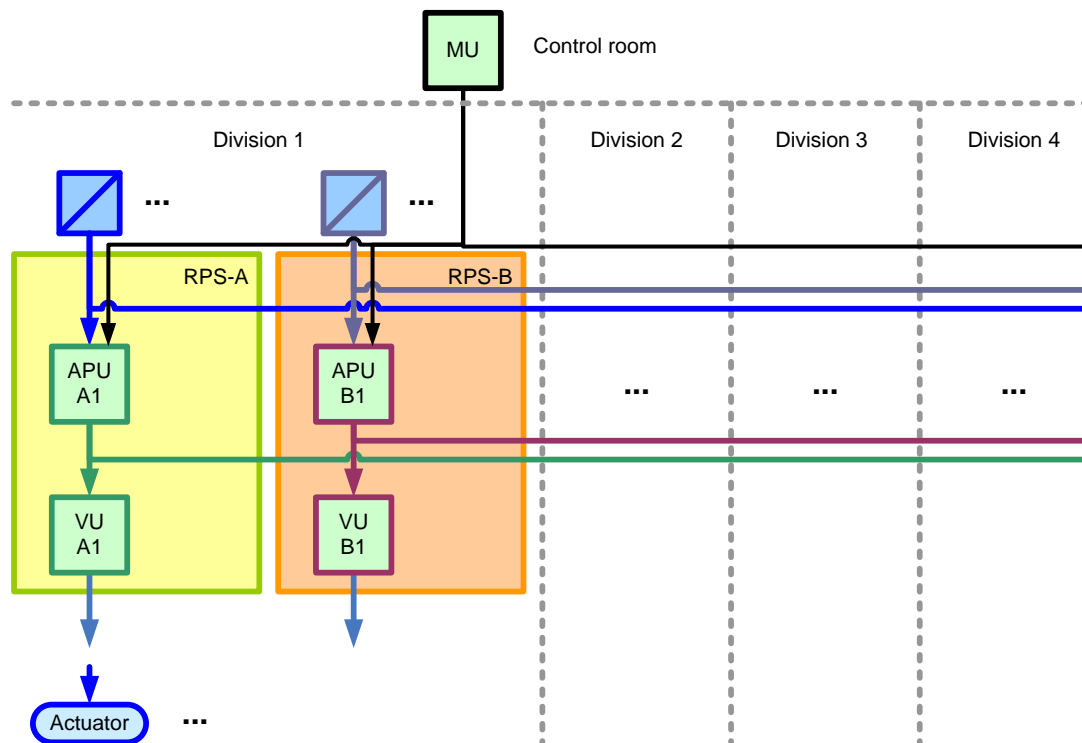 MU
Control room
Division 1
Division 2
Division 3
Division 4
...
...
RPS-A
RPS-B
APU
A1
APU
B1
...
...
...
VU
A1
VU
B1
Actuator
...